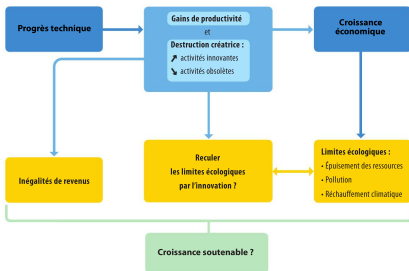 Progrès technique
Gains de productivité
et
Destruction créatrice :
↗ activités innovantes
↘ activités obsolètes
Croissance
économique
Inégalités de revenus
Reculer
les limites écologiques
par l'innovation ?
Limites écologiques :
• Épuisement des ressources
• Pollution
• Réchauffement climatique
Croissance soutenable ?